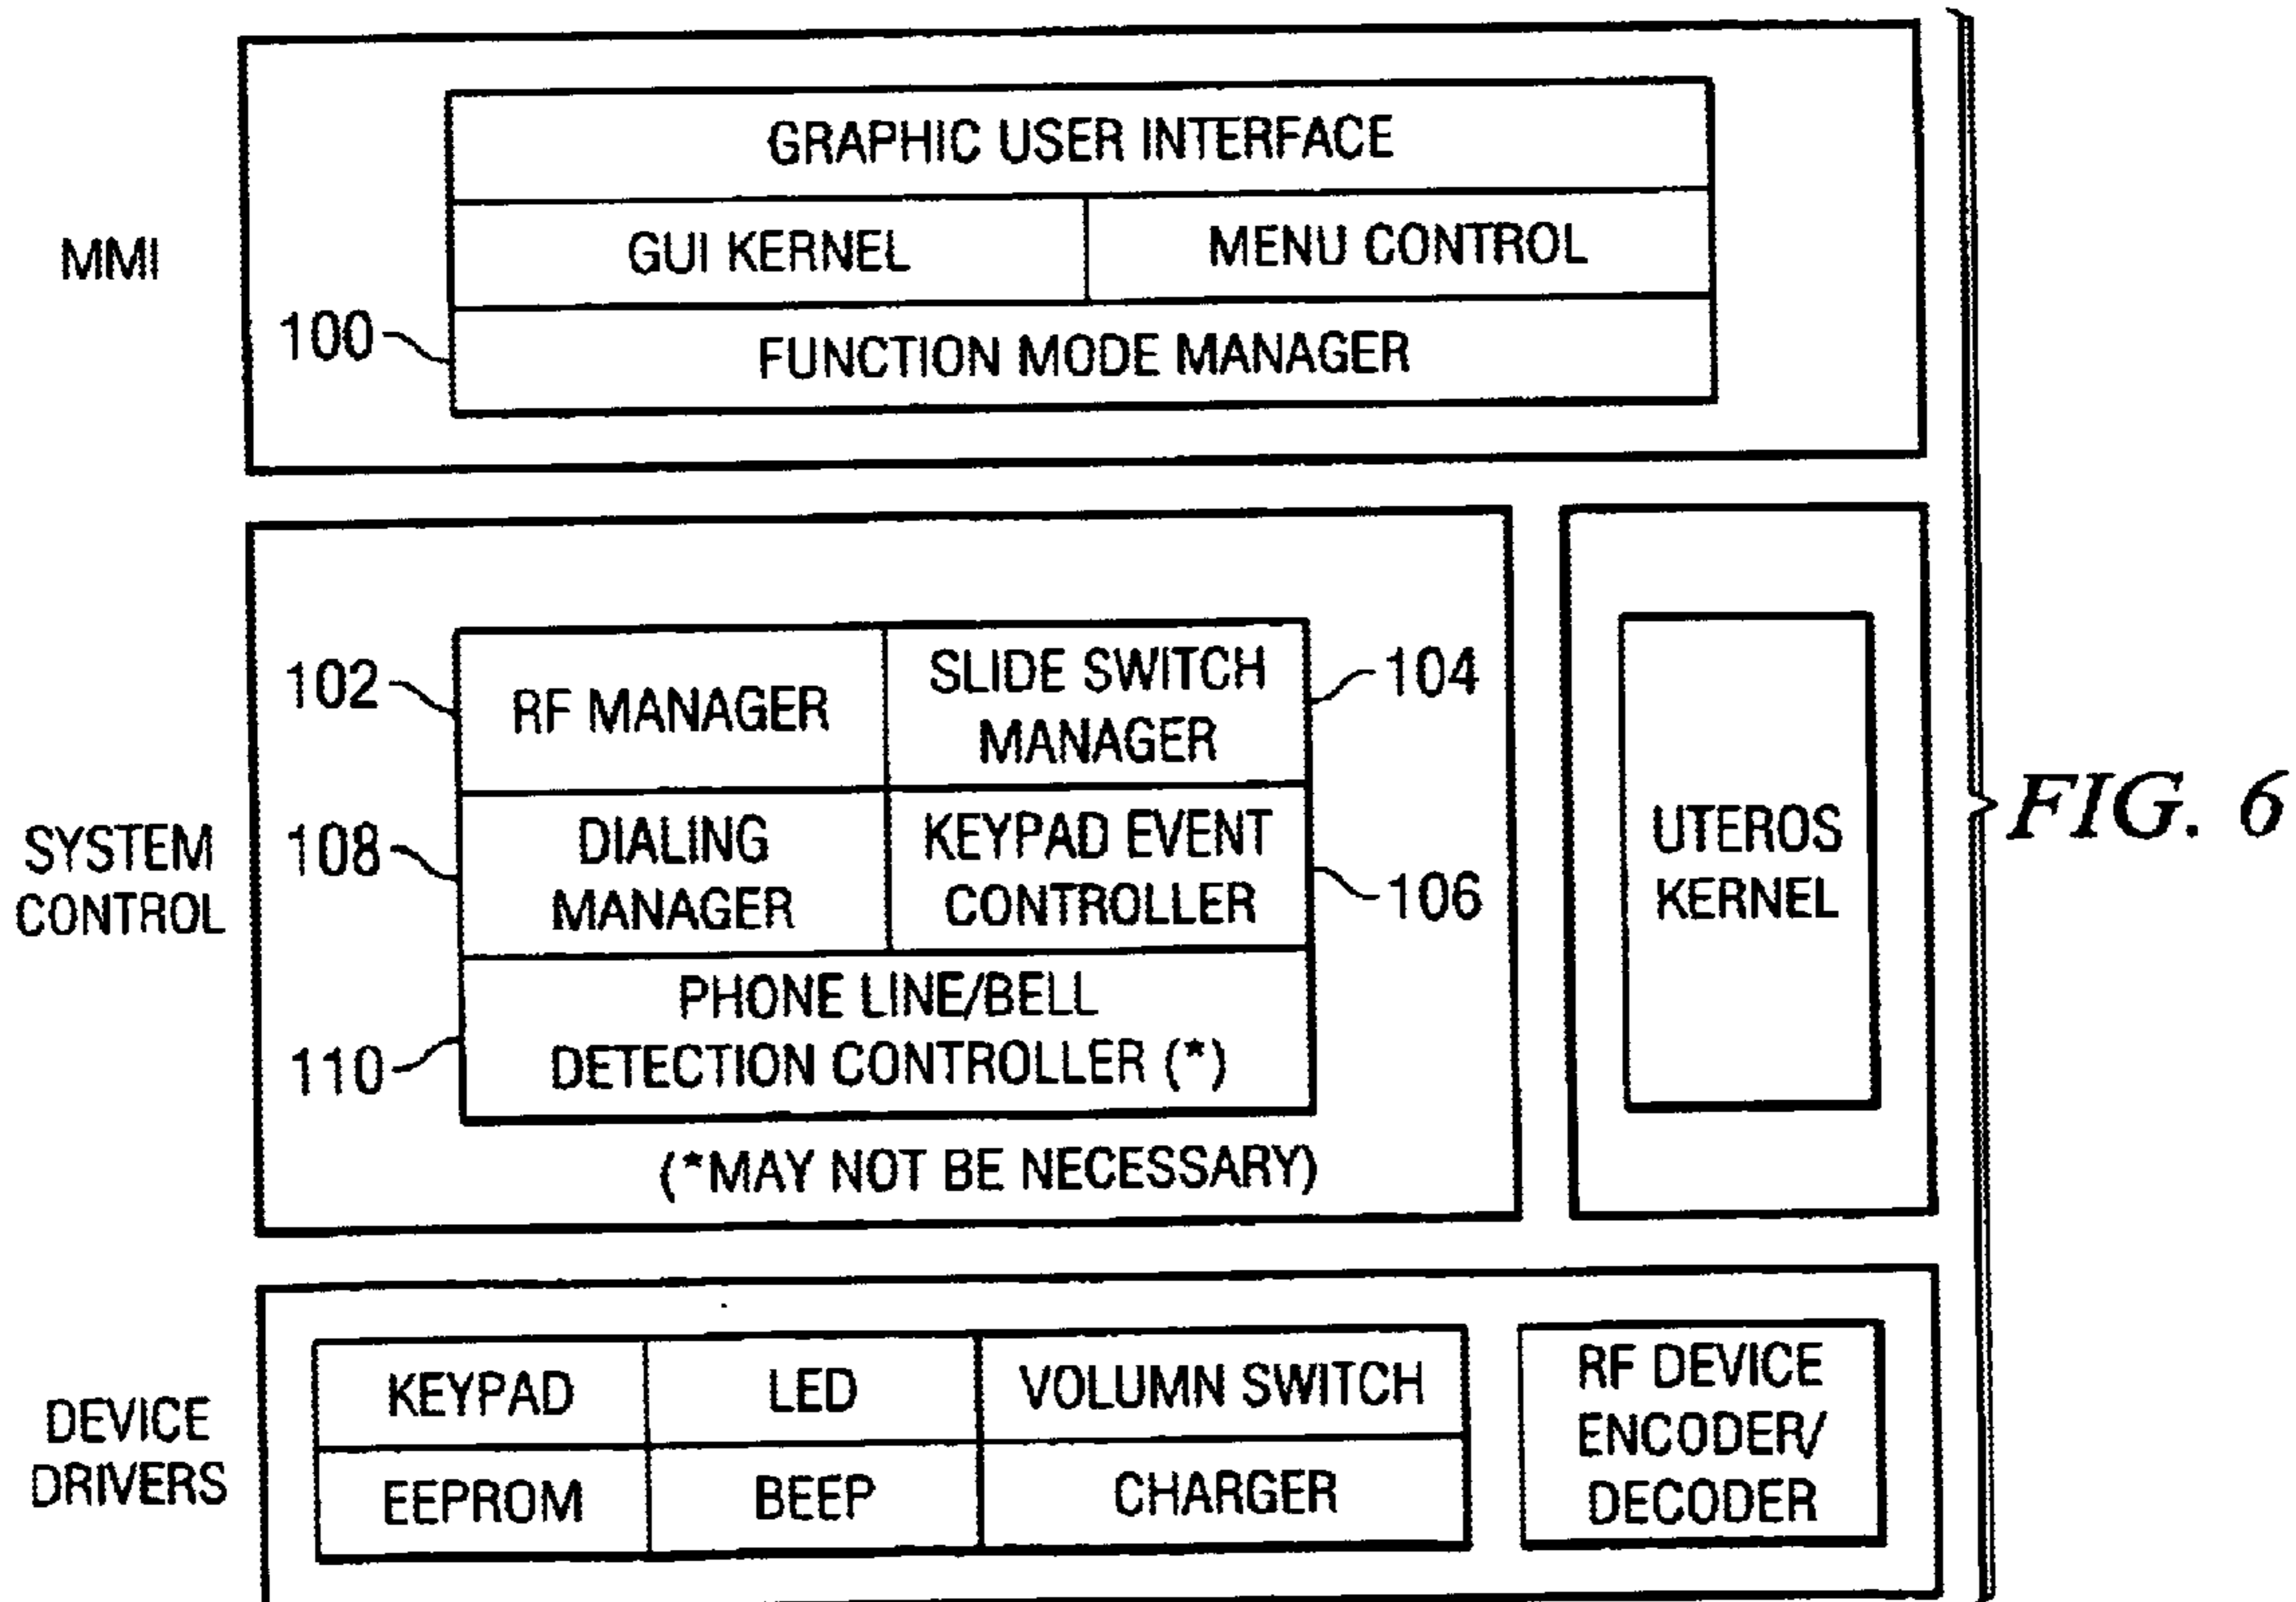 GRAPHIC USER INTERFACE
MMI
GUI KERNEL
MENU CONTROL
100
FUNCTION MODE MANAGER
102
RF MANAGER
SLIDE SWITCH
MANAGER
104
SYSTEM
CONTROL
108
DIALING
MANAGER
KEYPAD EVENT
CONTROLLER
106
110
PHONE LINE/BELL
DETECTION CONTROLLER (*)
(*MAY NOT BE NECESSARY)
UTEROS
KERNEL
FIG. 6
DEVICE
DRIVERS
KEYPAD
LED
VOLUMN SWITCH
EEPROM
BEEP
CHARGER
RF DEVICE
ENCODER/
DECODER